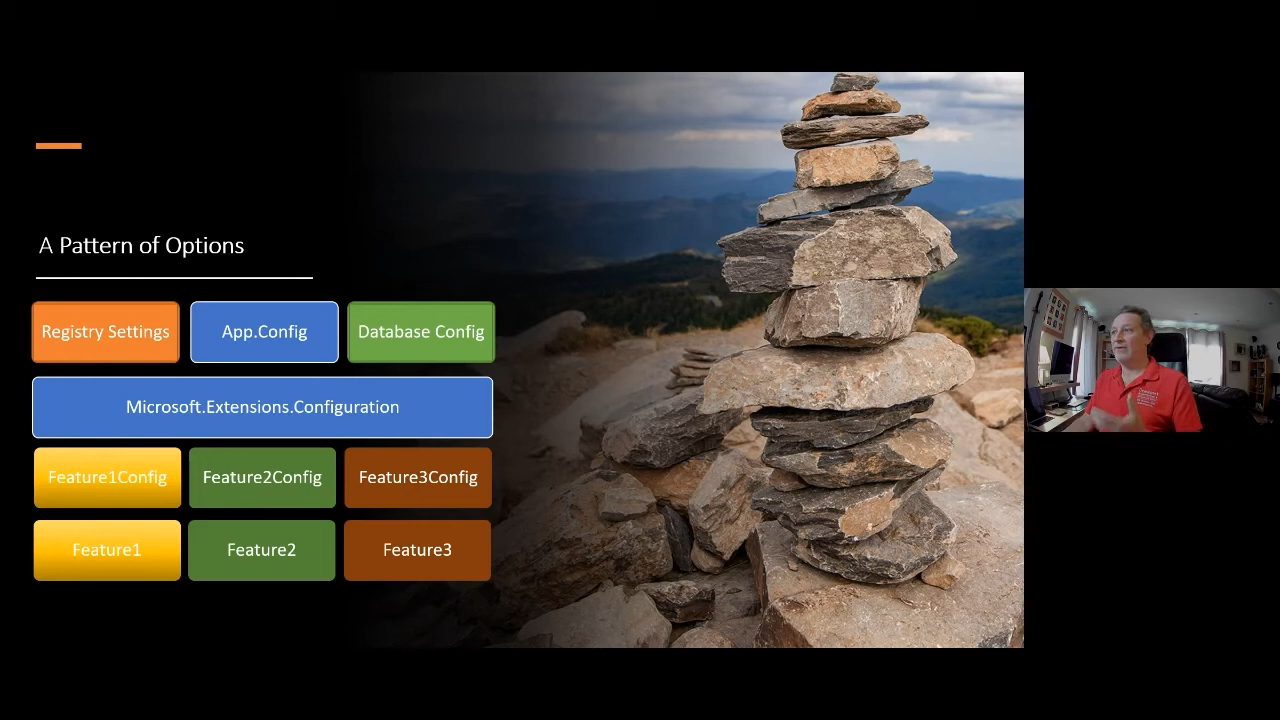 A Pattern of Options
Registry Settings
App.Config
Database Config
Microsoft.Extensions.Configuration
Feature1Config
Feature2Config
Feature3Config
Feature1
Feature2
Feature3